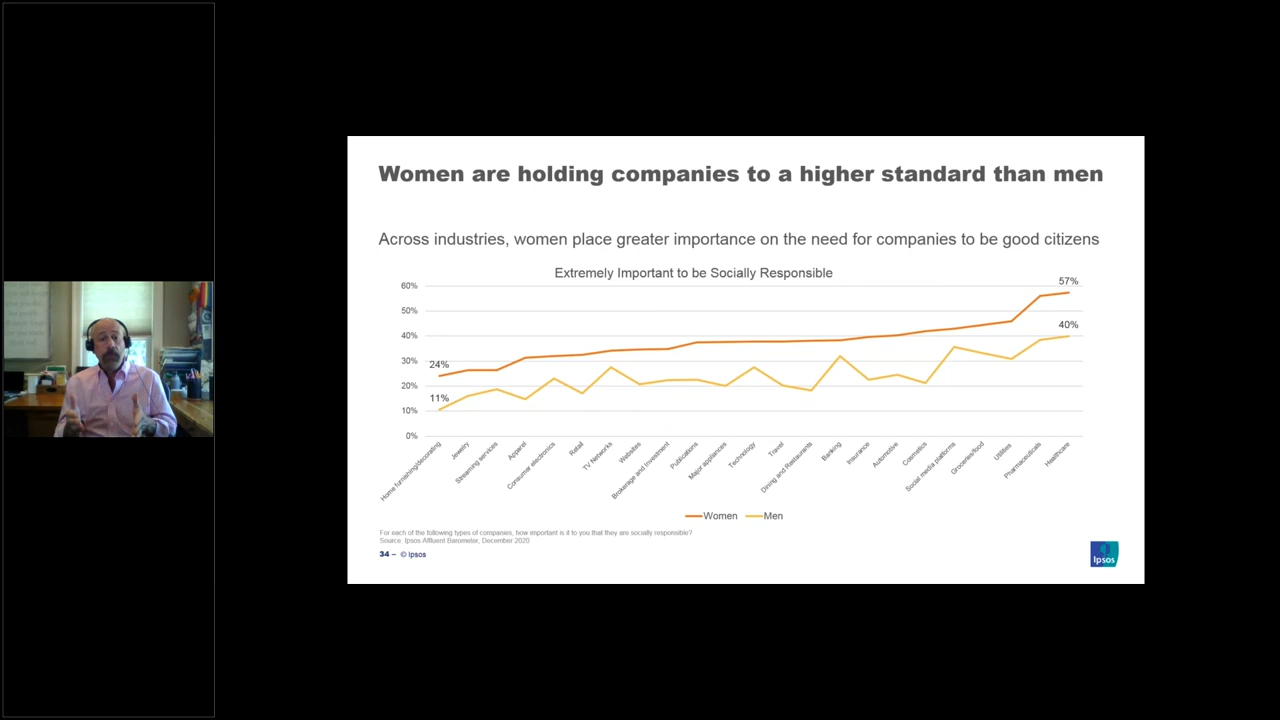 Women are holding companies to a higher standard than men
Across industries, women place greater importance on the need for companies to be good citizens
Extremely Important to be Socially Responsible
60%
50%
40%
30%
20%
10%
0%
24%
11%
57%
40%
Home furnishing/decorating
Jewelry
Streaming services
Apparel
Consumer electronics
Retail
TV Networks
Websites
Brokerage and Investment
Publications
Major appliances
Technology
Travel
Dining and Restaurants
Banking
Insurance
Automotive
Cosmetics
Social media platforms
Groceries/food
Utilities
Pharmaceuticals
Healthcare
Women Men
For each of the following types of companies, how important is it to you that they are socially responsible?
Source: Ipsos Affluent Barometer, December 2020
34 – © Ipsos
Ipsos